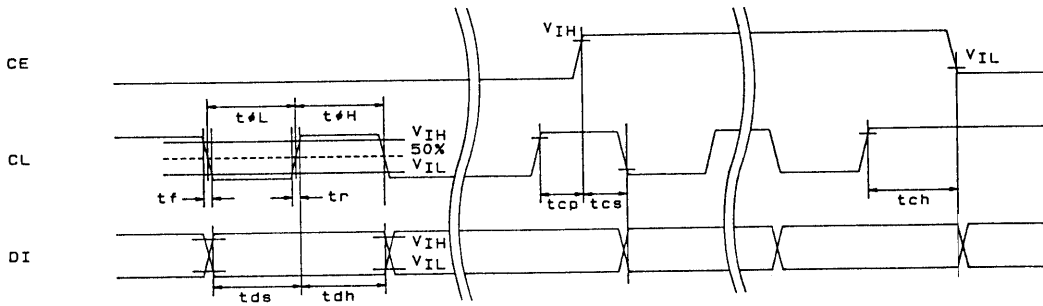 VIH
CE
VIL
tøL
tøH
VIH
50%
VIL
CL
tf
tr
tcp
tcs
tch
VIH
VIL
DI
tds
tdh